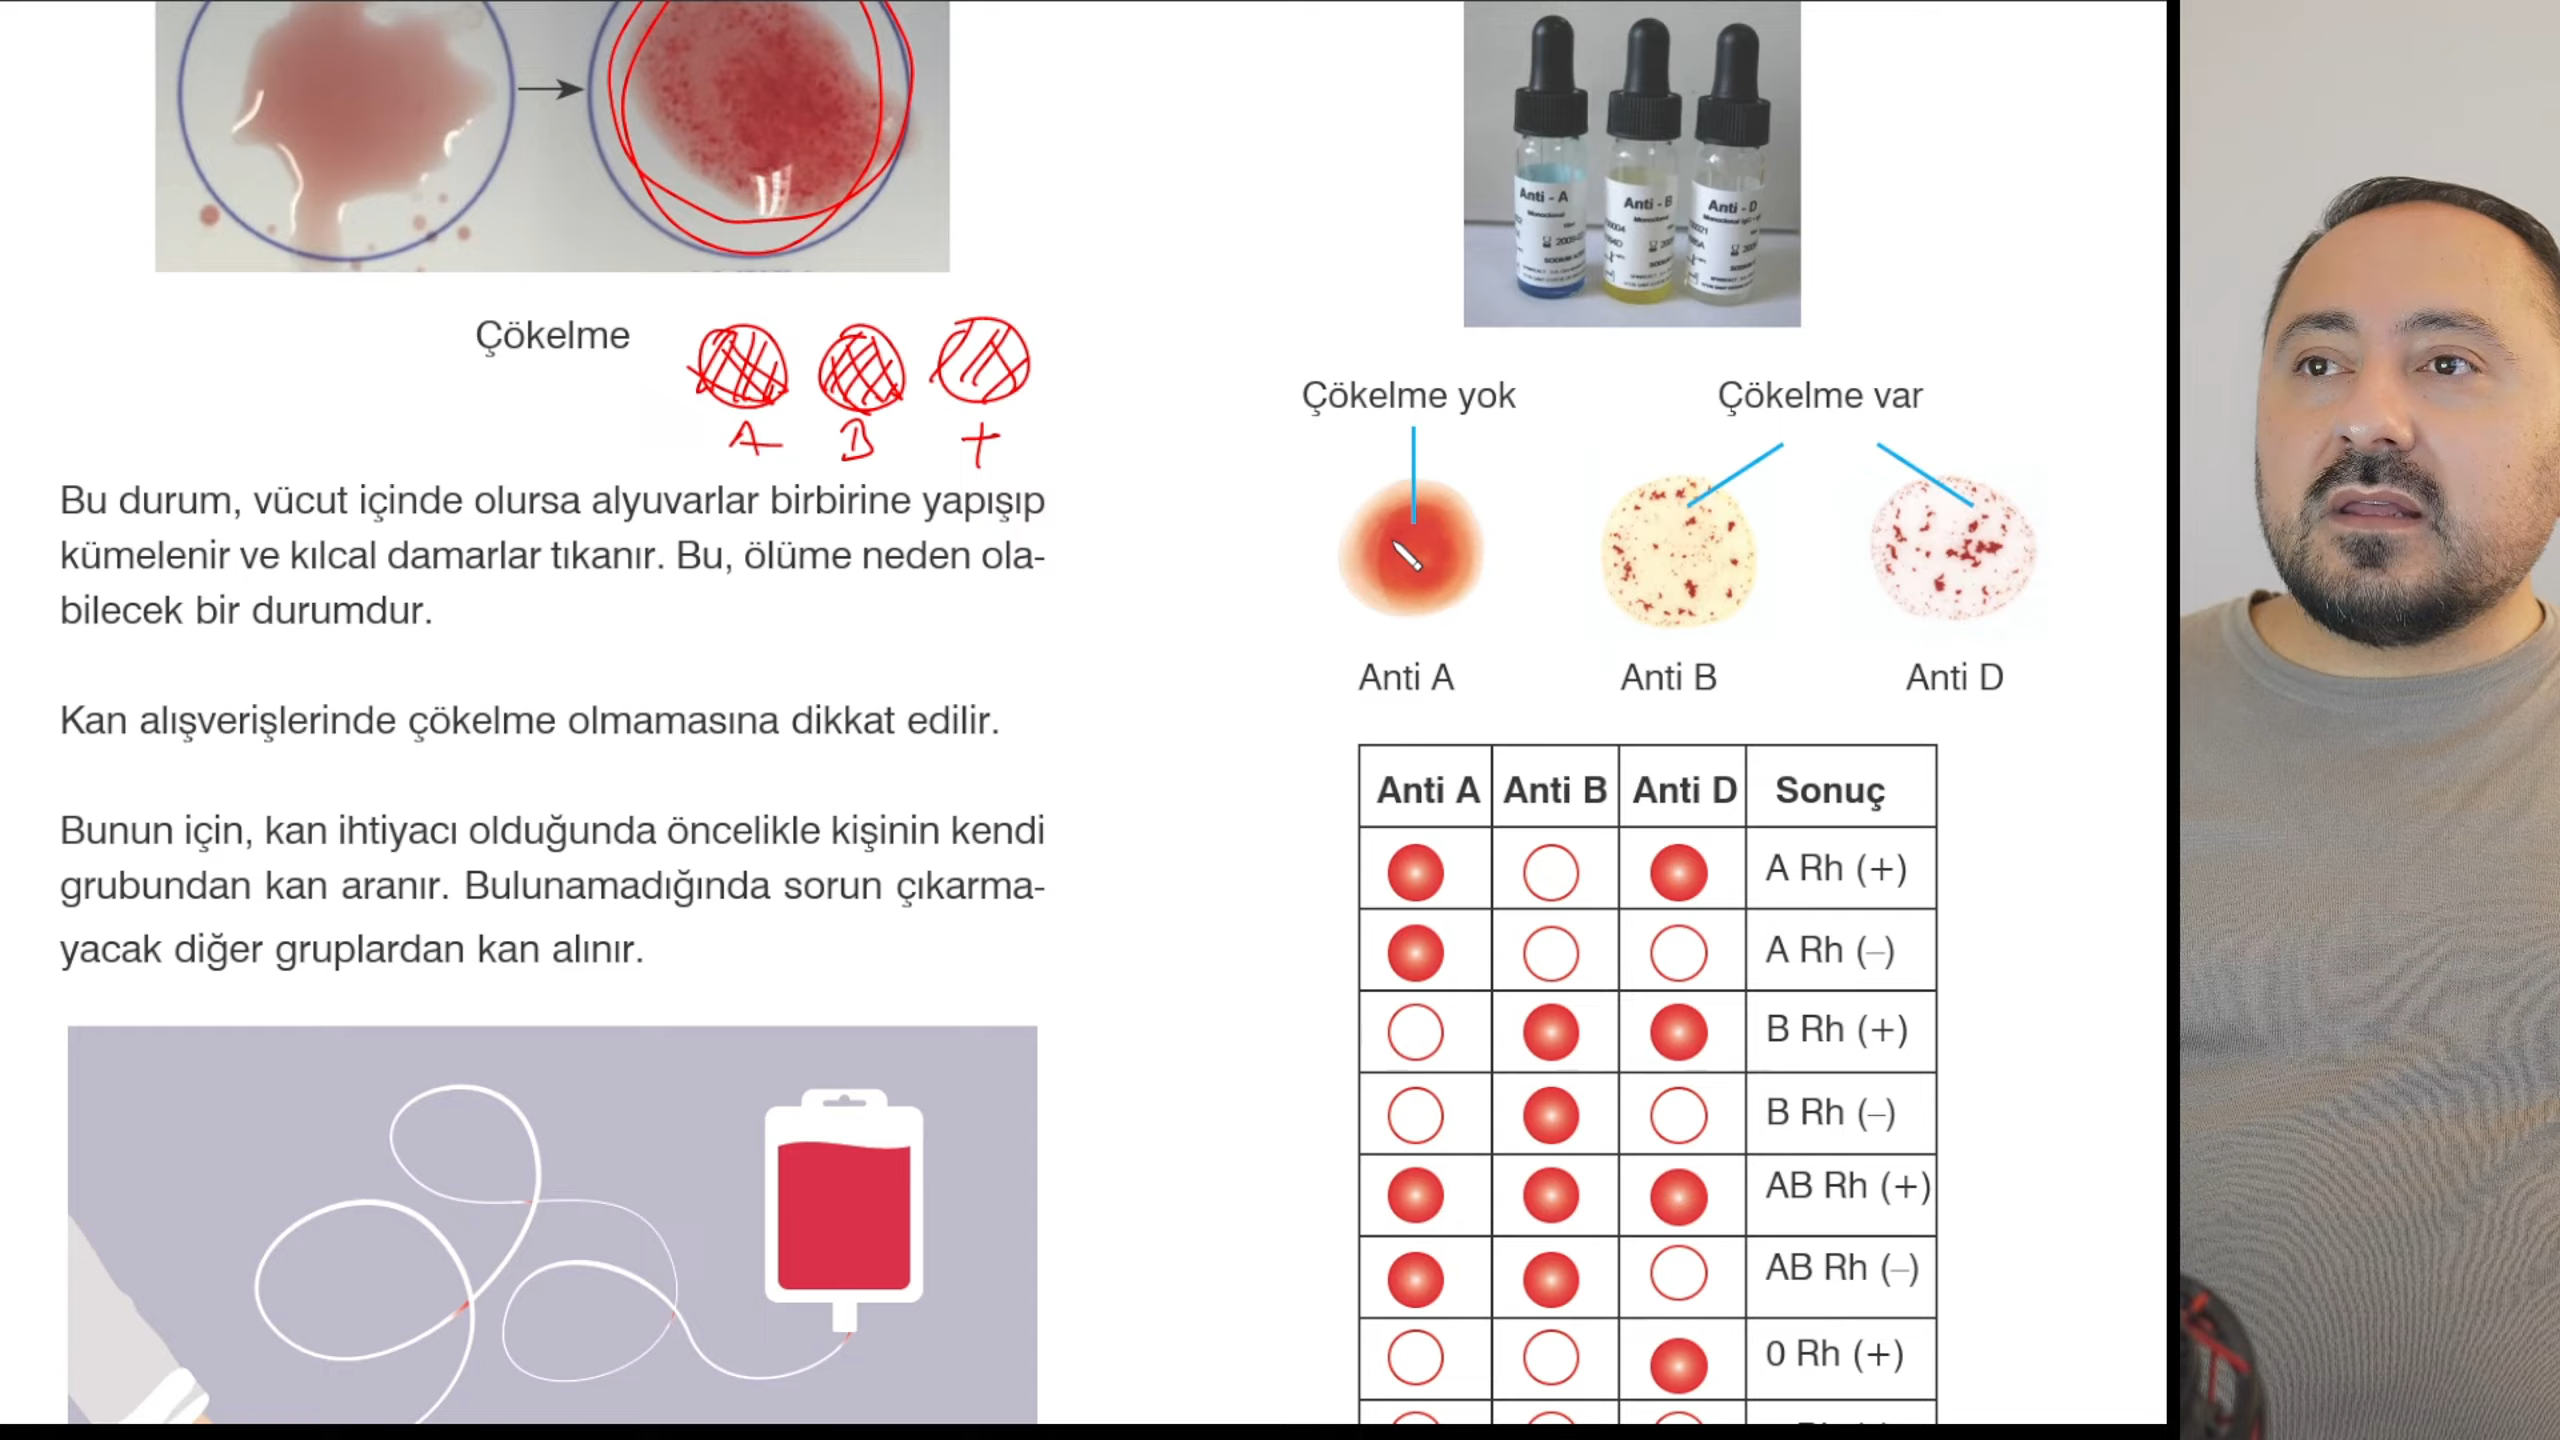 Çökelme
A B +
Bu durum, vücut içinde olursa alyuvarlar birbirine yapışıp
kümelenir ve kılcal damarlar tıkanır. Bu, ölüme neden ola-
bilecek bir durumdur.
Kan alışverişlerinde çökelme olmamasına dikkat edilir.
Bunun için, kan ihtiyacı olduğunda öncelikle kişinin kendi
grubundan kan aranır. Bulunamadığında sorun çıkarma-
yacak diğer gruplardan kan alınır.
Anti - A
Monoclonal
Anti - B
Monoclonal
Anti - D
Çökelme yok Çökelme var
Anti A Anti B Anti D
Anti A Anti B Anti D Sonuç
A Rh (+)
A Rh (–)
B Rh (+)
B Rh (–)
AB Rh (+)
AB Rh (–)
0 Rh (+)